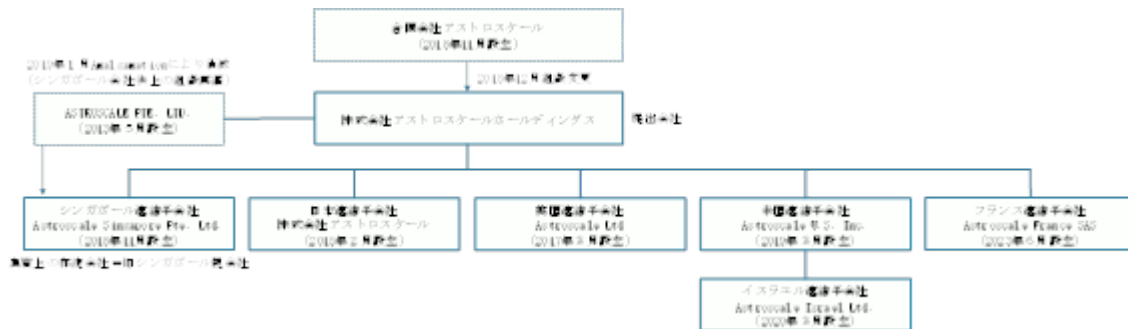 合同会社アストロスケール
(2018年11月設立)
2019年1月Amalgamationにより消滅
(シンガポール会社法上の組織再編)
2018年12月組織変更
ASTROSCALE PTE. LTD.
(2013年5月設立)
株式会社アストロスケールホールディングス
提出会社
シンガポール連結子会社
Astroscale Singapore Pte. Ltd.
(2018年11月設立)
日本連結子会社
株式会社アストロスケール
(2015年2月設立)
英国連結子会社
Astroscale Ltd
(2017年3月設立)
米国連結子会社
Astroscale U.S. Inc.
(2019年3月設立)
フランス連結子会社
Astroscale France SAS
(2023年6月設立)
の存続会社=旧シンガポール親会社
イスラエル連結子会社
Astroscale Israel Ltd.
(2020年3月設立)